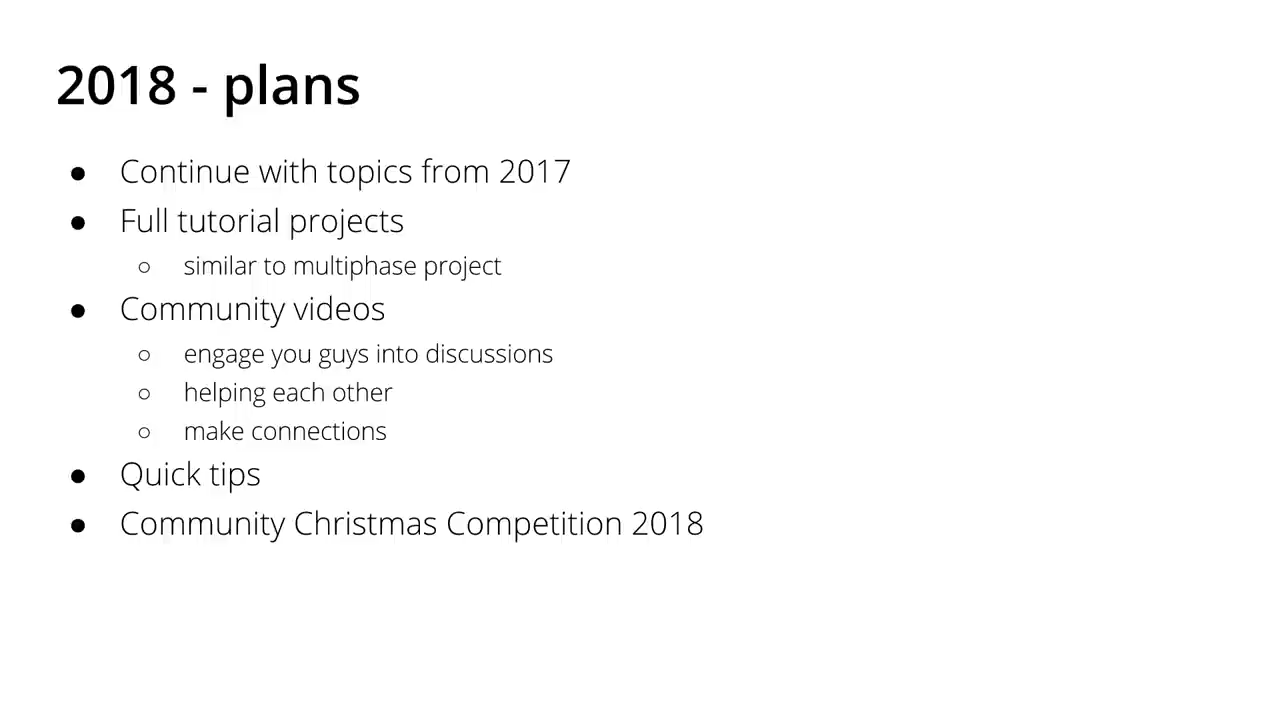 2018 - plans
● Continue with topics from 2017
● Full tutorial projects
○ similar to multiphase project
● Community videos
○ engage you guys into discussions
○ helping each other
○ make connections
● Quick tips
● Community Christmas Competition 2018